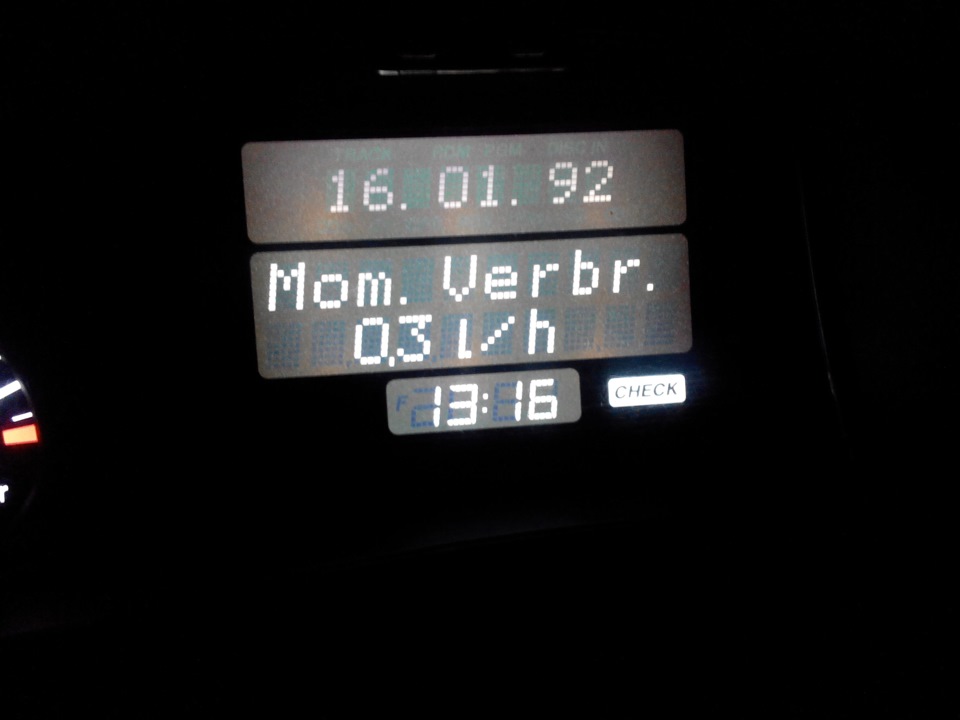 16.01.92
Mom. Verbr.
0,3 l/h
13:16
CHECK